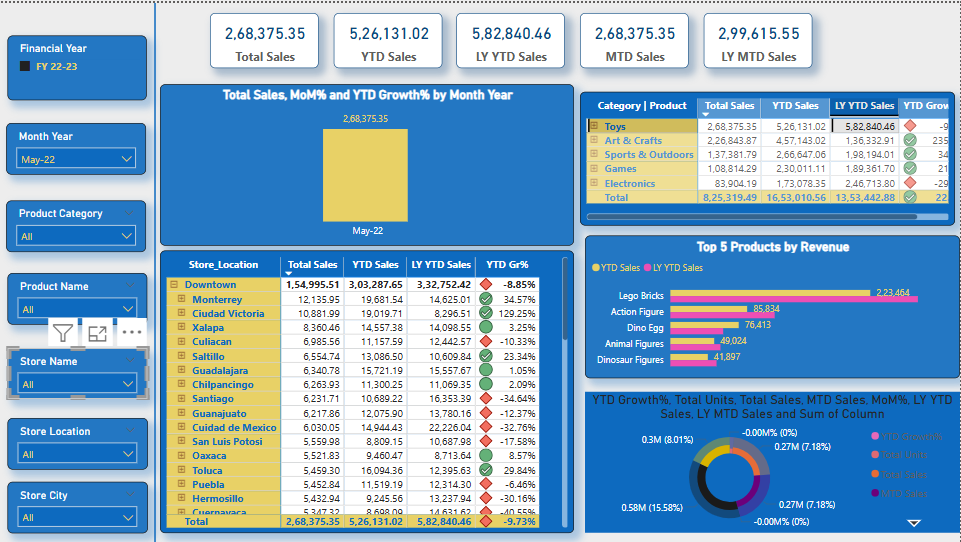 2,68,375.35
Total Sales
5,26,131.02
YTD Sales
5,82,840.46
LY YTD Sales
2,68,375.35
MTD Sales
2,99,615.55
LY MTD Sales
Financial Year
FY 22-23
Month Year
May-22
Product Category
All
Product Name
All
Store Name
All
Store Location
All
Store City
All
Total Sales, MoM% and YTD Growth% by Month Year
2,68,375.35
May-22
Category | Product Total Sales YTD Sales LY YTD Sales YTD Grow
Toys 2,68,375.35 5,26,131.02 5,82,840.46 -9
Art & Crafts 2,26,843.87 4,57,143.02 1,36,332.91 235
Sports & Outdoors 1,37,381.79 2,66,647.06 1,98,194.01 34
Games 1,08,814.29 2,30,011.11 1,89,361.70 21
Electronics 83,904.19 1,73,078.35 2,46,713.80 -29
Total 8,25,319.49 16,53,010.56 13,53,442.88 22
Store_Location Total Sales YTD Sales LY YTD Sales YTD Gr%
Downtown 1,54,995.51 3,03,287.65 3,32,752.42 -8.85%
Monterrey 12,135.95 19,681.54 14,625.01 34.57%
Ciudad Victoria 10,881.99 19,019.71 8,296.51 129.25%
Xalapa 8,360.46 14,557.38 14,098.55 3.25%
Culiacan 6,985.56 11,157.59 12,442.57 -10.33%
Saltillo 6,554.74 13,086.50 10,609.84 23.34%
Guadalajara 6,340.78 15,721.19 15,557.67 1.05%
Chilpancingo 6,263.93 11,300.25 11,069.35 2.09%
Santiago 6,231.71 10,689.22 16,353.39 -34.64%
Guanajuato 6,217.86 12,075.90 13,780.16 -12.37%
Cuidad de Mexico 6,030.05 14,944.43 22,226.04 -32.76%
San Luis Potosi 5,559.98 8,809.15 10,687.98 -17.58%
Oaxaca 5,521.83 9,460.47 8,713.64 8.57%
Toluca 5,459.30 16,094.36 12,395.63 29.84%
Puebla 5,452.84 11,519.19 12,314.30 -6.46%
Hermosillo 5,432.94 9,245.56 13,237.94 -30.16%
Cuernavaca 5,347.32 8,698.09 14,631.62 -40.55%
Total 2,68,375.35 5,26,131.02 5,82,840.46 -9.73%
Top 5 Products by Revenue
YTD Sales LY YTD Sales
Lego Bricks 2,23,464
Action Figure 85,834
Dino Egg 76,413
Animal Figures 49,024
Dinosaur Figures 41,897
YTD Growth%, Total Units, Total Sales, MTD Sales, MoM%, LY YTD
Sales, LY MTD Sales and Sum of Column
-0.00M% (0%)
0.3M (8.01%)
0.27M (7.18%)
0.58M (15.58%)
0.27M (7.18%)
-0.00M% (0%)
YTD Growth%
Total Units
Total Sales
MTD Sales